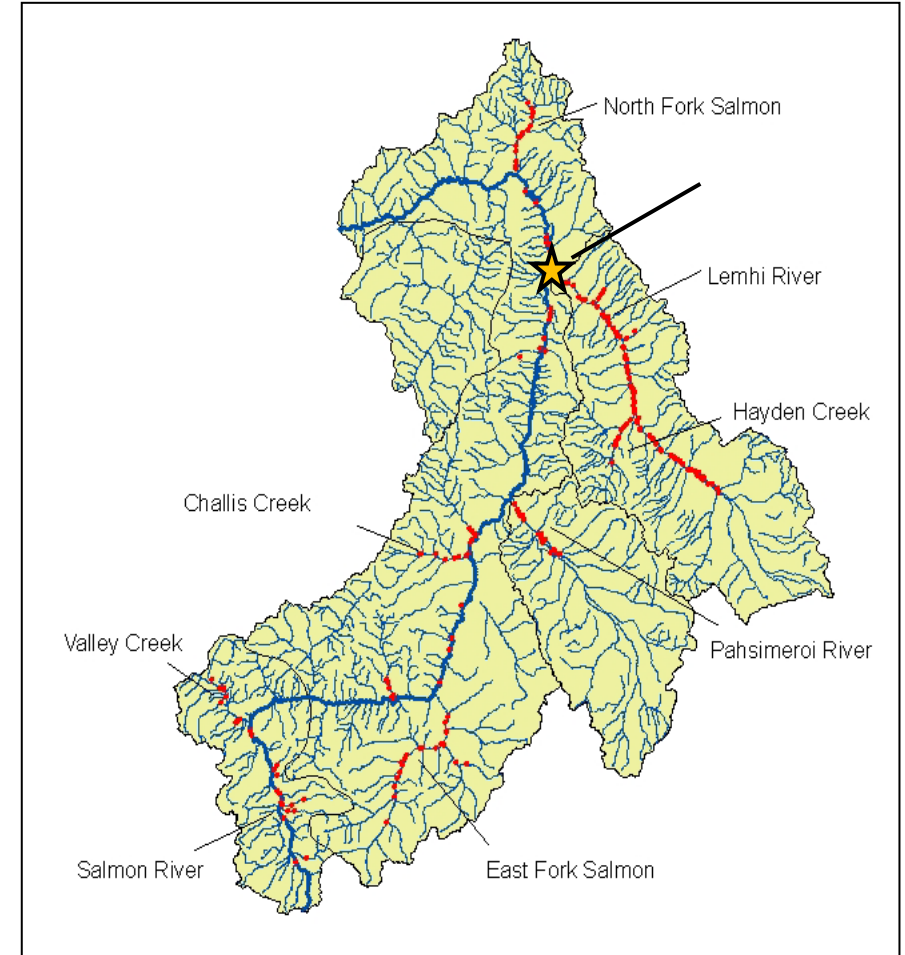 North Fork Salmon
Lemhi River
Hayden Creek
Challis Creek
Valley Creek
Pahsimeroi River
Salmon River
East Fork Salmon